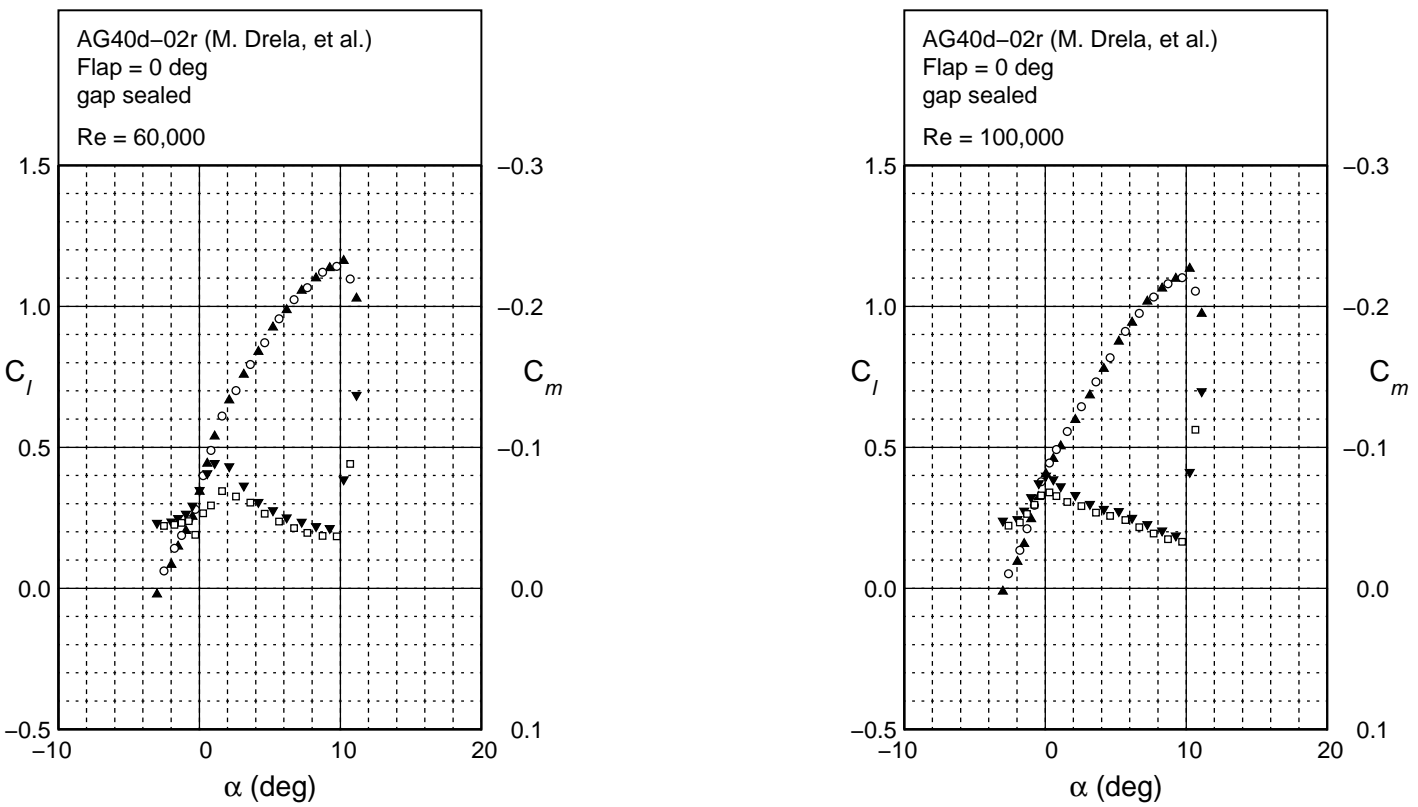 AG40d−02r (M. Drela, et al.)
Flap = 0 deg
gap sealed
Re = 60,000
1.5
1.0
0.5
0.0
−0.5
C_l
−0.3
−0.2
−0.1
0.0
0.1
C_m
−10
0
10
20
α (deg)
AG40d−02r (M. Drela, et al.)
Flap = 0 deg
gap sealed
Re = 100,000
1.5
1.0
0.5
0.0
−0.5
C_l
−0.3
−0.2
−0.1
0.0
0.1
C_m
−10
0
10
20
α (deg)